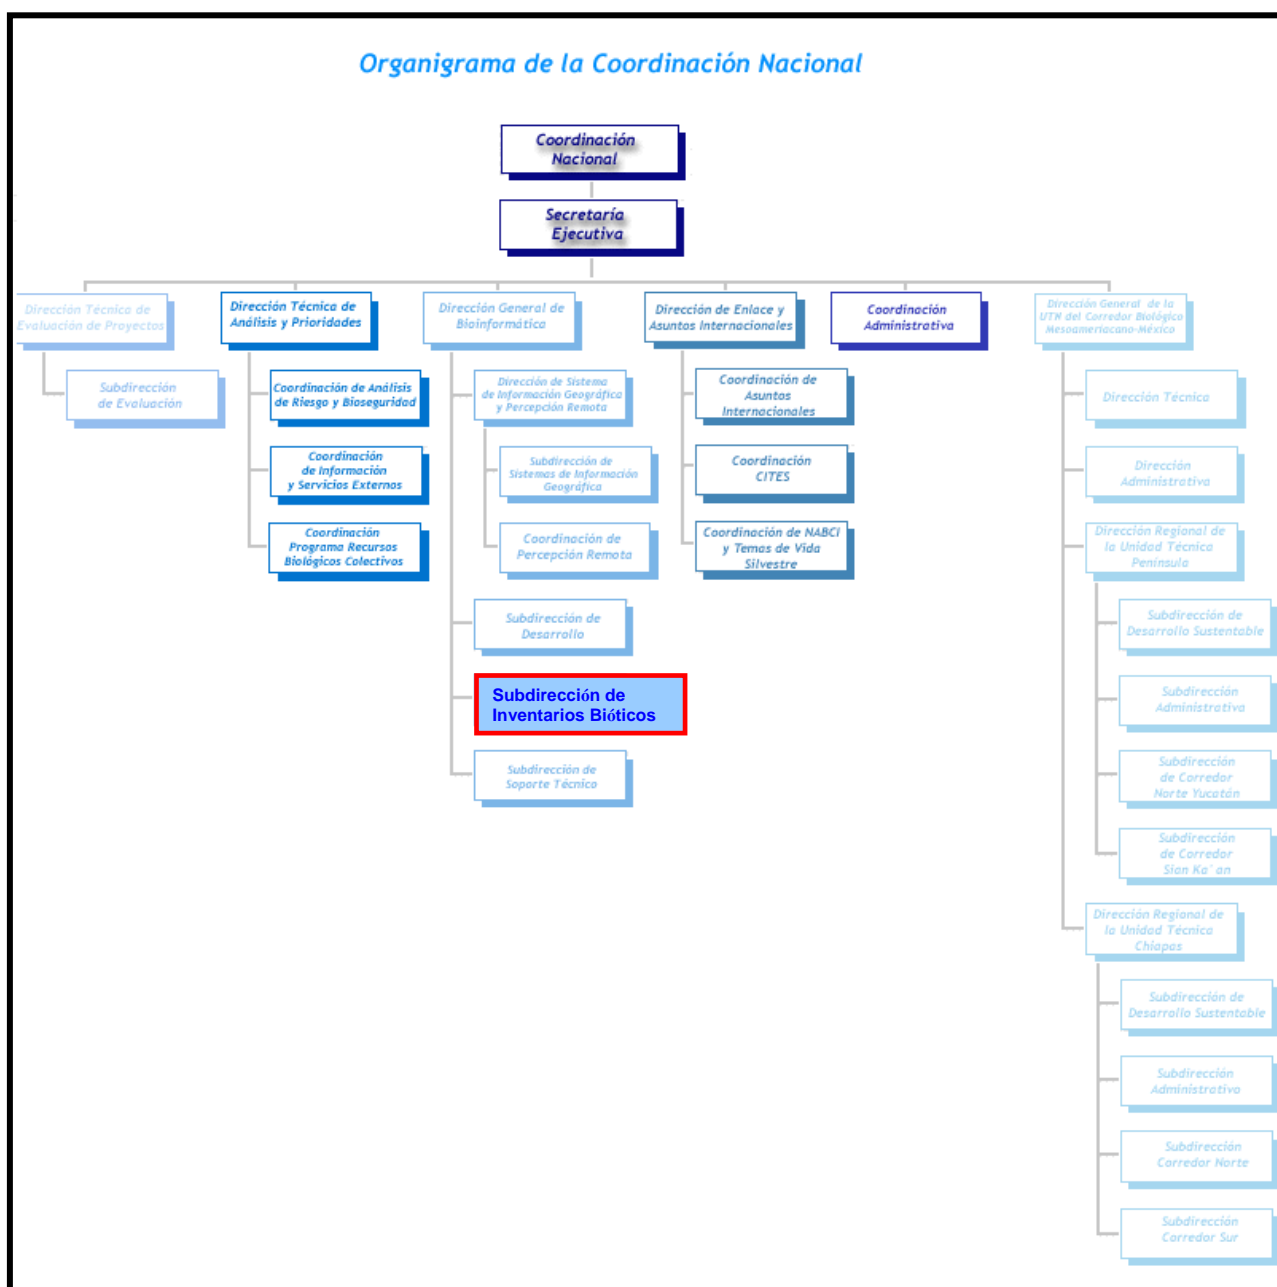 Organigrama de la Coordinación Nacional
Coordinación
Nacional
Secretaría
Ejecutiva
Dirección Técnica de
Evaluación de Proyectos
Subdirección
de Evaluación
Dirección Técnica de
Análisis y Prioridades
Coordinación de Análisis
de Riesgo y Bioseguridad
Coordinación
de Información
y Servicios Externos
Coordinación
Programa Recursos
Biológicos Colectivos
Dirección General de
Bioinformática
Dirección de Sistema
de Información Geográfica
y Percepción Remota
Subdirección de
Sistemas de Información
Geográfica
Coordinación de
Percepción Remota
Subdirección de
Desarrollo
Subdirección de
Inventarios Bióticos
Subdirección de
Soporte Técnico
Dirección de Enlace y
Asuntos Internacionales
Coordinación de
Asuntos
Internacionales
Coordinación
CITES
Coordinación de NABCI
y Temas de Vida
Silvestre
Coordinación
Administrativa
Dirección General de la
UTN del Corredor Biológico
Mesoamericano-México
Dirección Técnica
Dirección
Administrativa
Dirección Regional de
la Unidad Técnica
Península
Subdirección de
Desarrollo Sustentable
Subdirección
Administrativa
Subdirección
de Corredor
Norte Yucatán
Subdirección
de Corredor
Sian Ka´an
Dirección Regional de
la Unidad Técnica
Chiapas
Subdirección de
Desarrollo Sustentable
Subdirección
Administrativo
Subdirección
Corredor Norte
Subdirección
Corredor Sur